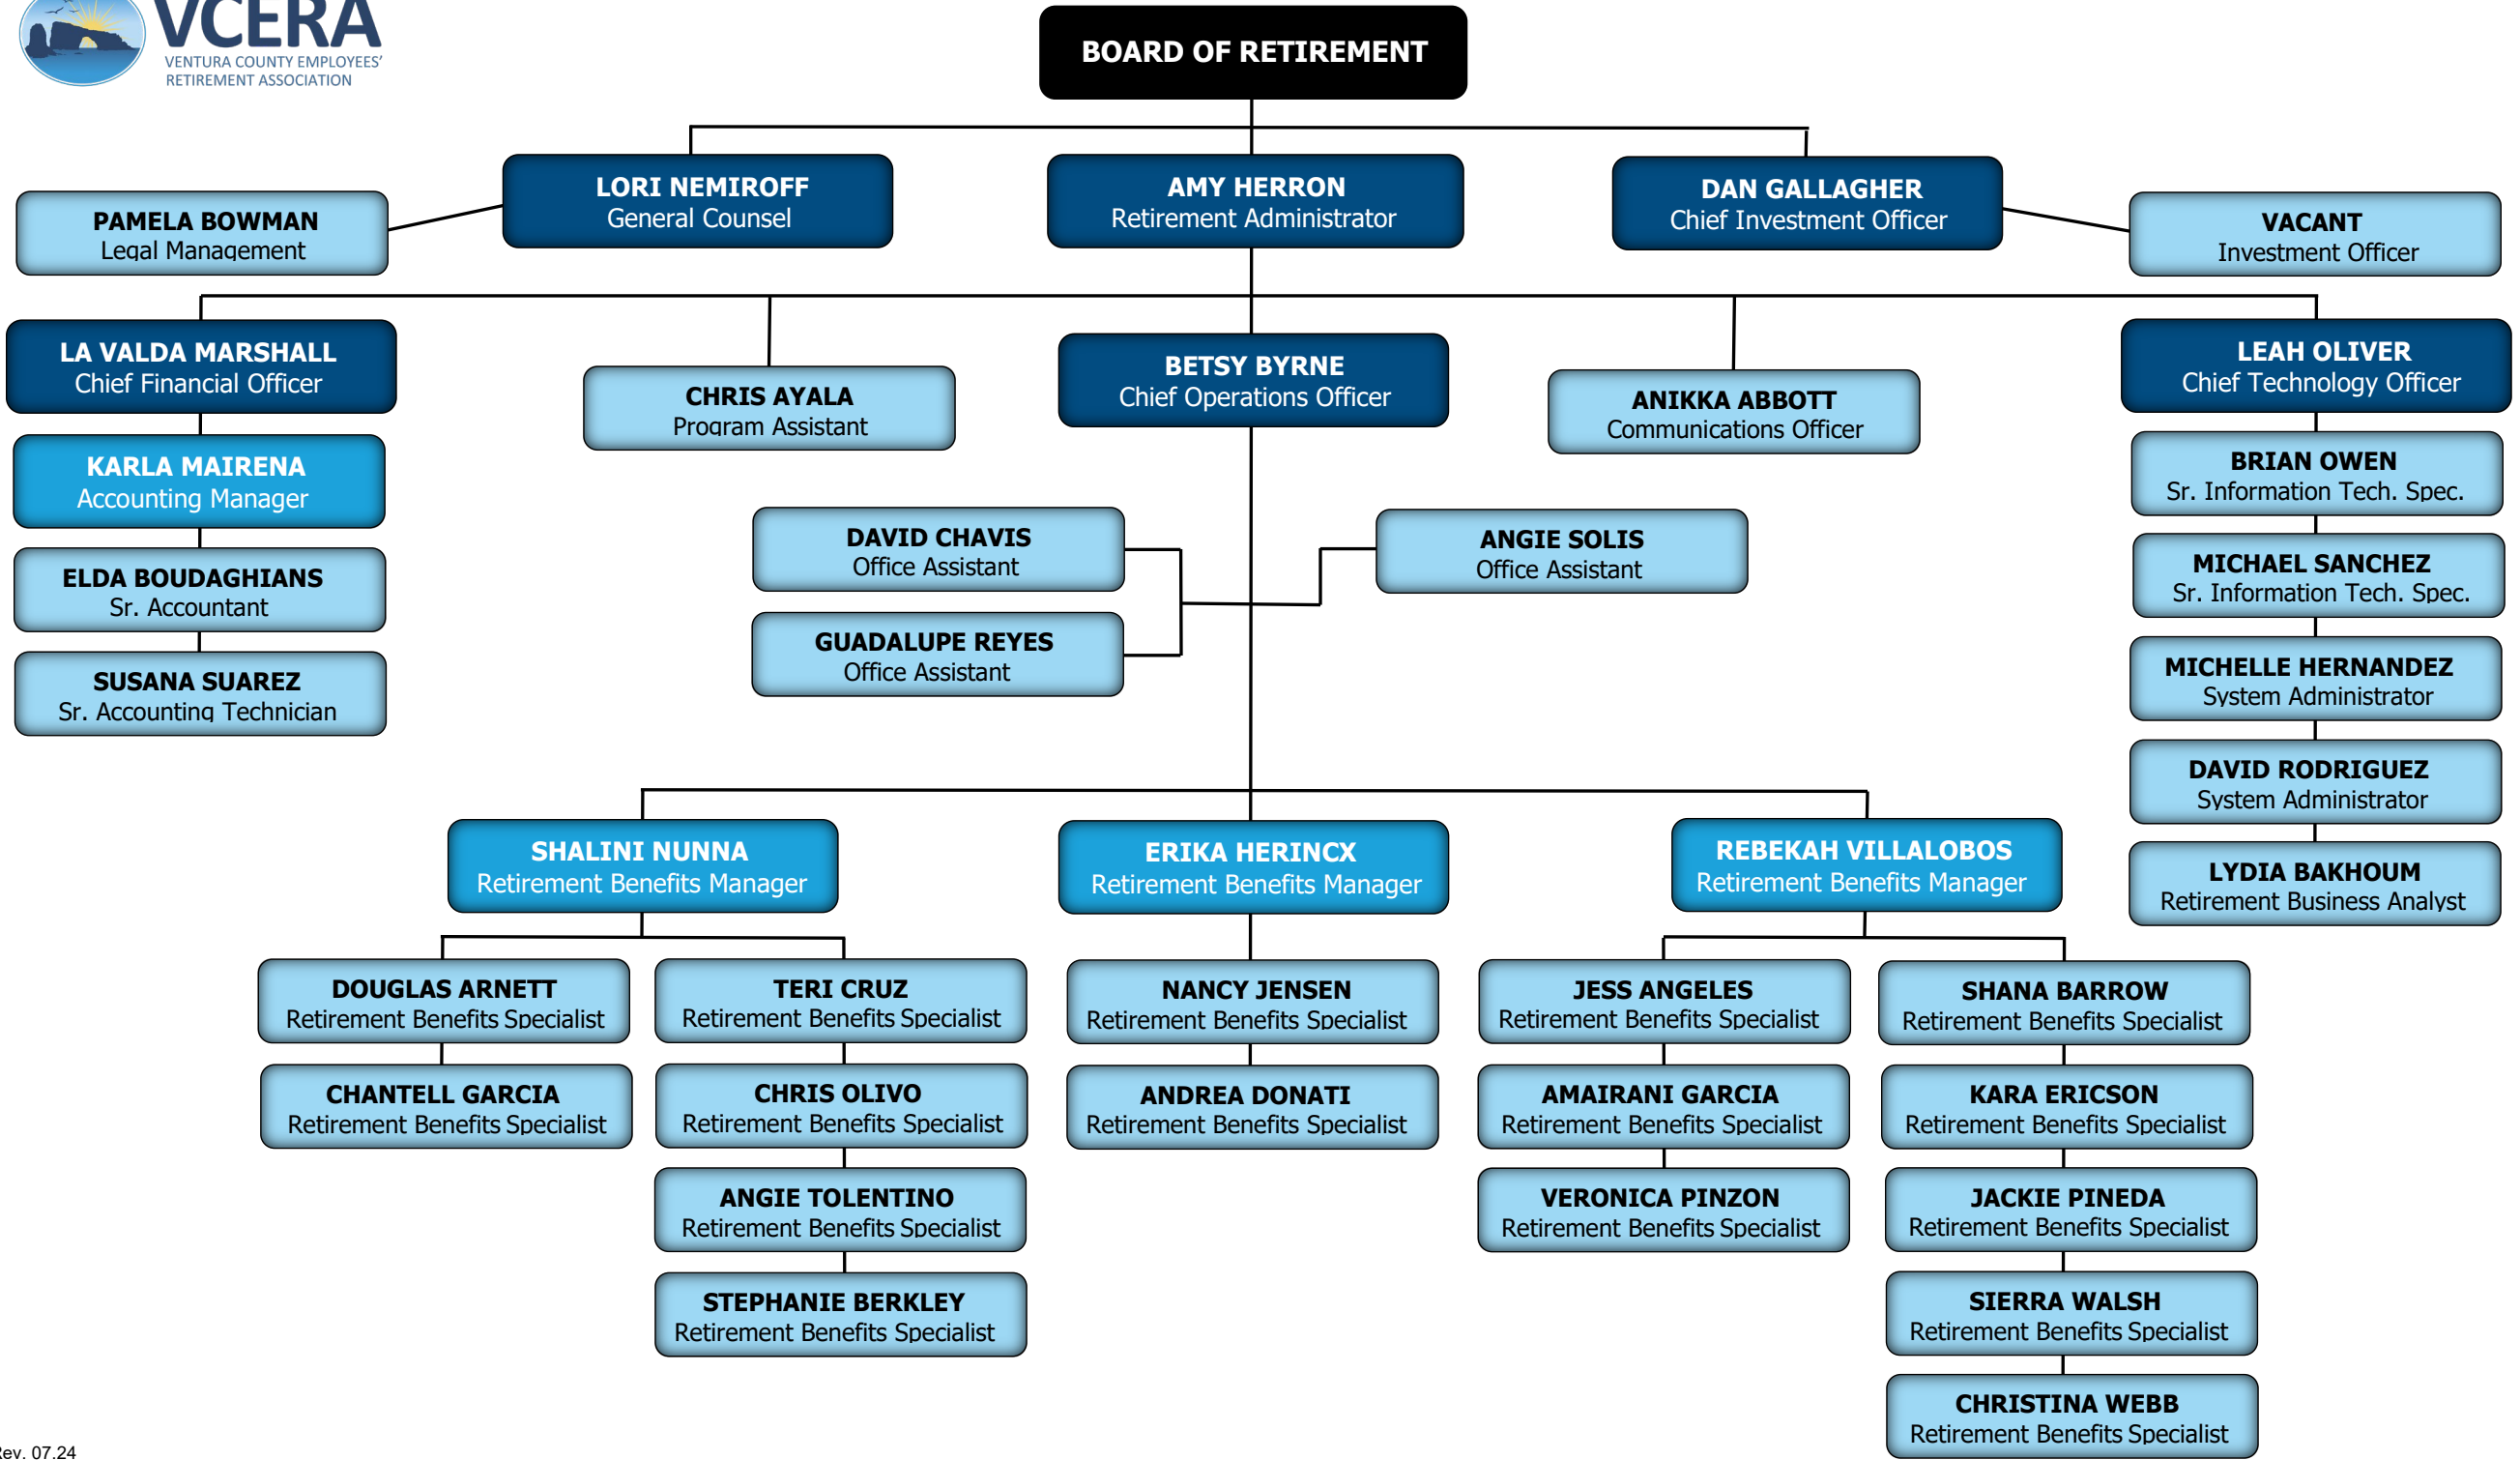 VCERA
VENTURA COUNTY EMPLOYEES'
RETIREMENT ASSOCIATION
BOARD OF RETIREMENT
LORI NEMIROFF
General Counsel
AMY HERRON
Retirement Administrator
DAN GALLAGHER
Chief Investment Officer
PAMELA BOWMAN
Legal Management
VACANT
Investment Officer
LA VALDA MARSHALL
Chief Financial Officer
CHRIS AYALA
Program Assistant
BETSY BYRNE
Chief Operations Officer
ANIKKA ABBOTT
Communications Officer
LEAH OLIVER
Chief Technology Officer
KARLA MAIRENA
Accounting Manager
ELDA BOUDAGHIANS
Sr. Accountant
SUSANA SUAREZ
Sr. Accounting Technician
DAVID CHAVIS
Office Assistant
GUADALUPE REYES
Office Assistant
ANGIE SOLIS
Office Assistant
BRIAN OWEN
Sr. Information Tech. Spec.
MICHAEL SANCHEZ
Sr. Information Tech. Spec.
MICHELLE HERNANDEZ
System Administrator
DAVID RODRIGUEZ
System Administrator
LYDIA BAKHOUM
Retirement Business Analyst
SHALINI NUNNA
Retirement Benefits Manager
ERIKA HERINCX
Retirement Benefits Manager
REBEKAH VILLALOBOS
Retirement Benefits Manager
DOUGLAS ARNETT
Retirement Benefits Specialist
CHANTELL GARCIA
Retirement Benefits Specialist
TERI CRUZ
Retirement Benefits Specialist
CHRIS OLIVO
Retirement Benefits Specialist
ANGIE TOLENTINO
Retirement Benefits Specialist
STEPHANIE BERKLEY
Retirement Benefits Specialist
NANCY JENSEN
Retirement Benefits Specialist
ANDREA DONATI
Retirement Benefits Specialist
JESS ANGELES
Retirement Benefits Specialist
AMAIRANI GARCIA
Retirement Benefits Specialist
VERONICA PINZON
Retirement Benefits Specialist
SHANA BARROW
Retirement Benefits Specialist
KARA ERICSON
Retirement Benefits Specialist
JACKIE PINEDA
Retirement Benefits Specialist
SIERRA WALSH
Retirement Benefits Specialist
CHRISTINA WEBB
Retirement Benefits Specialist
Rev. 07.24